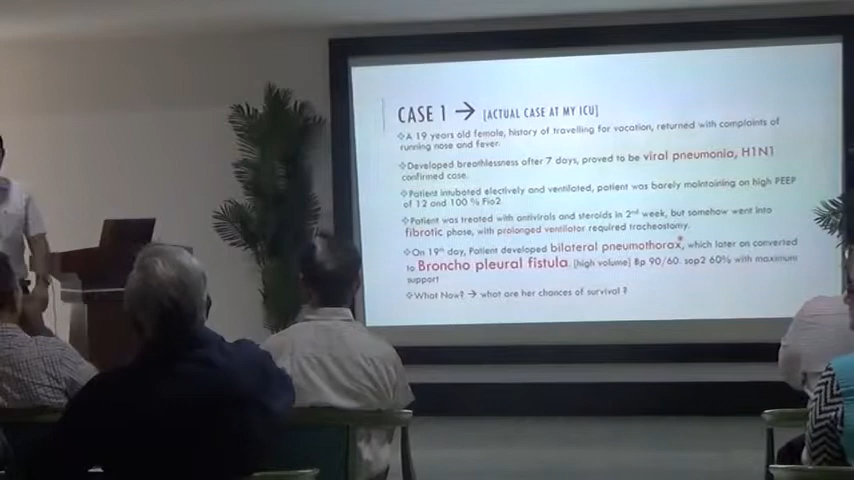 CASE 1 → [ACTUAL CASE AT MY ICU]
❖A 19 years old female, history of travelling for vacation, returned with complaints of
running nose and fever.
❖Developed breathlessness after 7 days, proved to be viral pneumonia, H1N1
confirmed case.
❖Patient intubated electively and ventilated, patient was barely maintaining on high PEEP
of 12 and 100 % Fio2.
❖Patient was treated with antivirals and steroids in 2nd week, but somehow went into
fibrotic phase, with prolonged ventilator required tracheostomy.
❖On 19th day, Patient developed bilateral pneumothorax, which later on converted
to Broncho pleural fistula. [high volume] Bp 90/60. sop2 60% with maximum
support
❖What Now? → what are her chances of survival ?